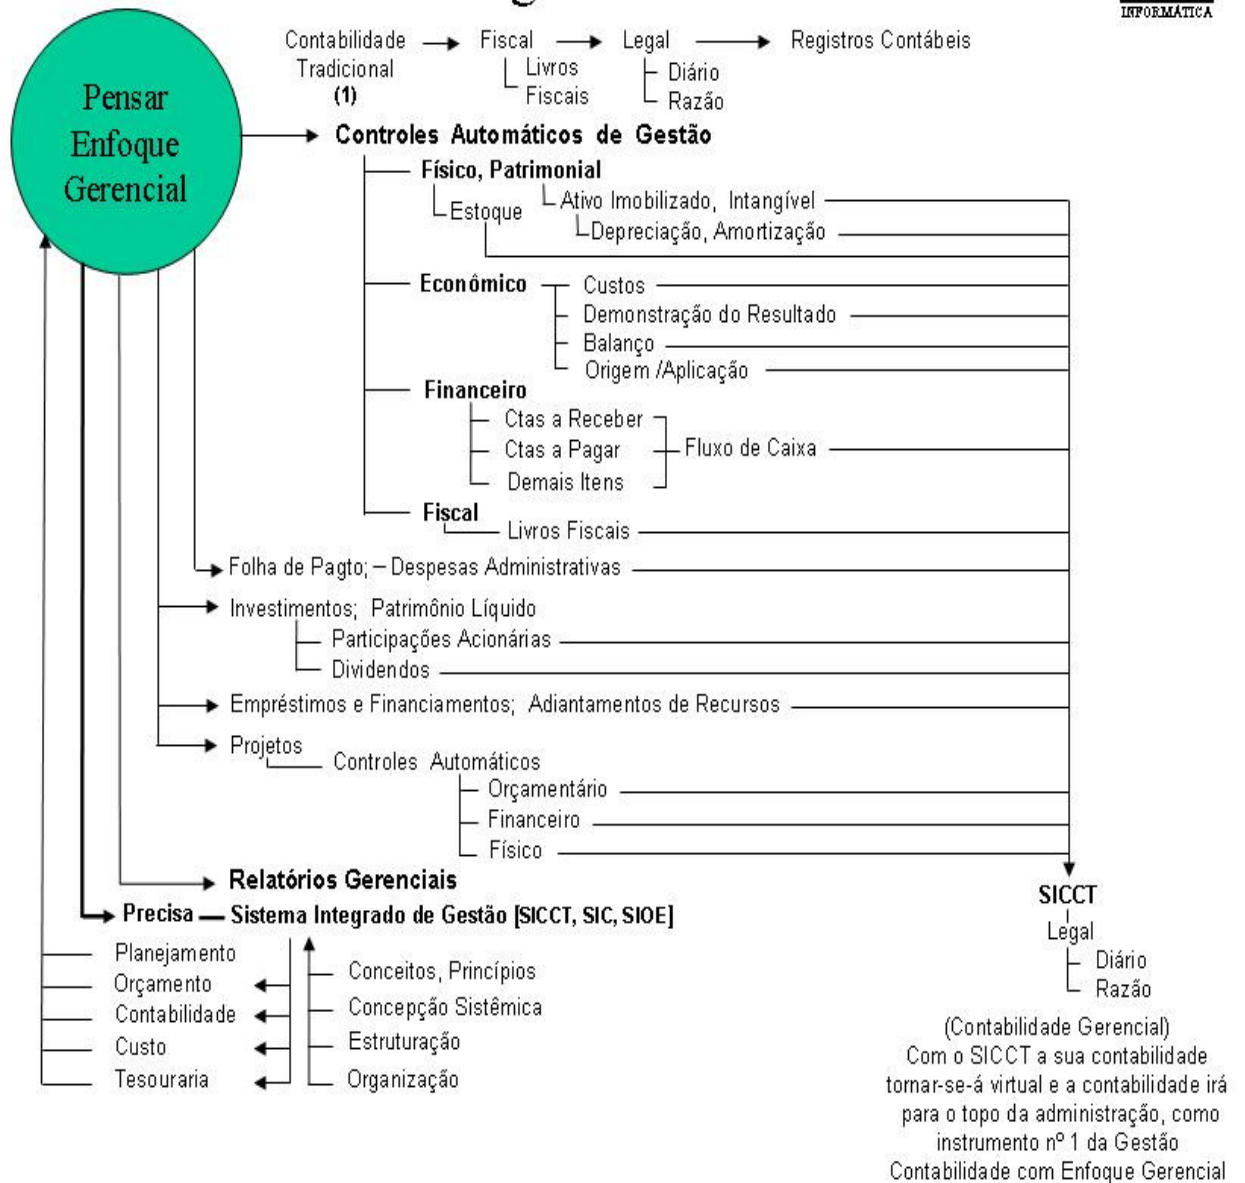 INFORMÁTICA
Contabilidade → Fiscal → Legal → Registros Contábeis
Tradicional
(1)
Livros
Fiscais
Diário
Razão
Pensar
Enfoque
Gerencial
Controles Automáticos de Gestão
Físico, Patrimonial
Ativo Imobilizado, Intangível
Estoque
Depreciação, Amortização
Econômico
Custos
Demonstração do Resultado
Balanço
Origem /Aplicação
Financeiro
Ctas a Receber
Ctas a Pagar
Fluxo de Caixa
Demais Itens
Fiscal
Livros Fiscais
Folha de Pagto; – Despesas Administrativas
Investimentos; Patrimônio Líquido
Participações Acionárias
Dividendos
Empréstimos e Financiamentos; Adiantamentos de Recursos
Projetos
Controles Automáticos
Orçamentário
Financeiro
Físico
Relatórios Gerenciais
Precisa — Sistema Integrado de Gestão [SICCT, SIC, SIOE]
Planejamento
Orçamento
Contabilidade
Custo
Tesouraria
Conceitos, Princípios
Concepção Sistêmica
Estruturação
Organização
SICCT
Legal
Diário
Razão
(Contabilidade Gerencial)
Com o SICCT a sua contabilidade
tornar-se-á virtual e a contabilidade irá
para o topo da administração, como
instrumento nº 1 da Gestão
Contabilidade com Enfoque Gerencial